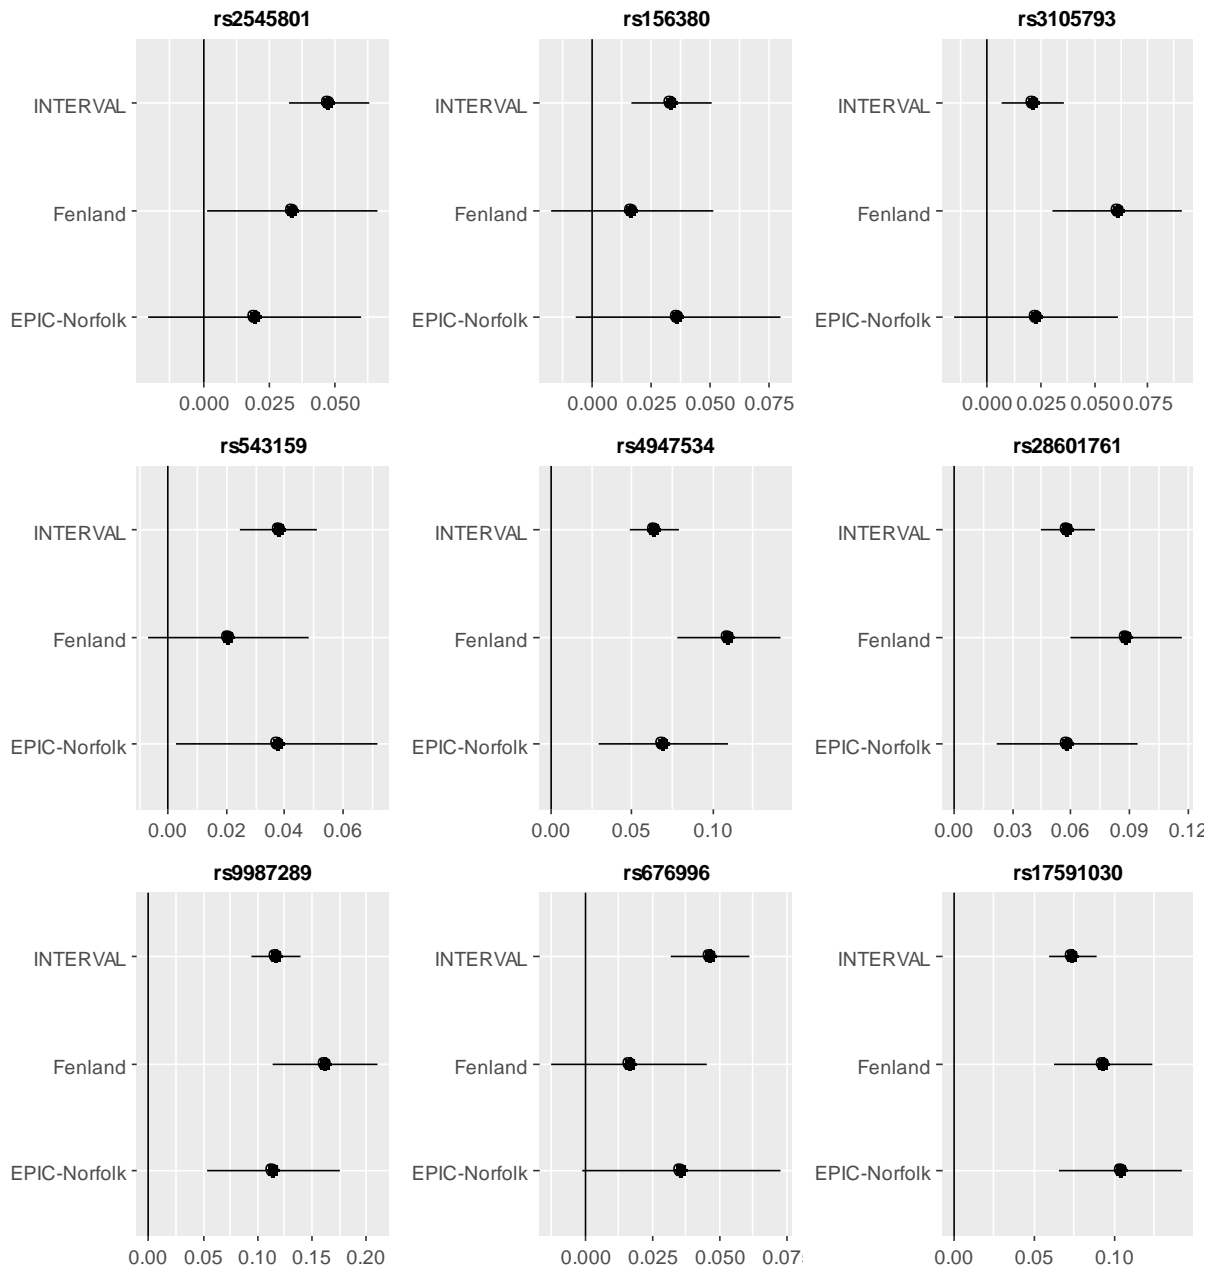 rs2545801 rs156380 rs3105793
INTERVAL INTERVAL INTERVAL
Fenland Fenland Fenland
EPIC-Norfolk EPIC-Norfolk EPIC-Norfolk
0.000 0.025 0.050 0.000 0.025 0.050 0.075 0.000 0.025 0.050 0.075
rs543159 rs4947534 rs28601761
INTERVAL INTERVAL INTERVAL
Fenland Fenland Fenland
EPIC-Norfolk EPIC-Norfolk EPIC-Norfolk
0.00 0.02 0.04 0.06 0.00 0.05 0.10 0.00 0.03 0.06 0.09 0.12
rs9987289 rs676996 rs17591030
INTERVAL INTERVAL INTERVAL
Fenland Fenland Fenland
EPIC-Norfolk EPIC-Norfolk EPIC-Norfolk
0.00 0.05 0.10 0.15 0.20 0.000 0.025 0.050 0.00 0.05 0.10